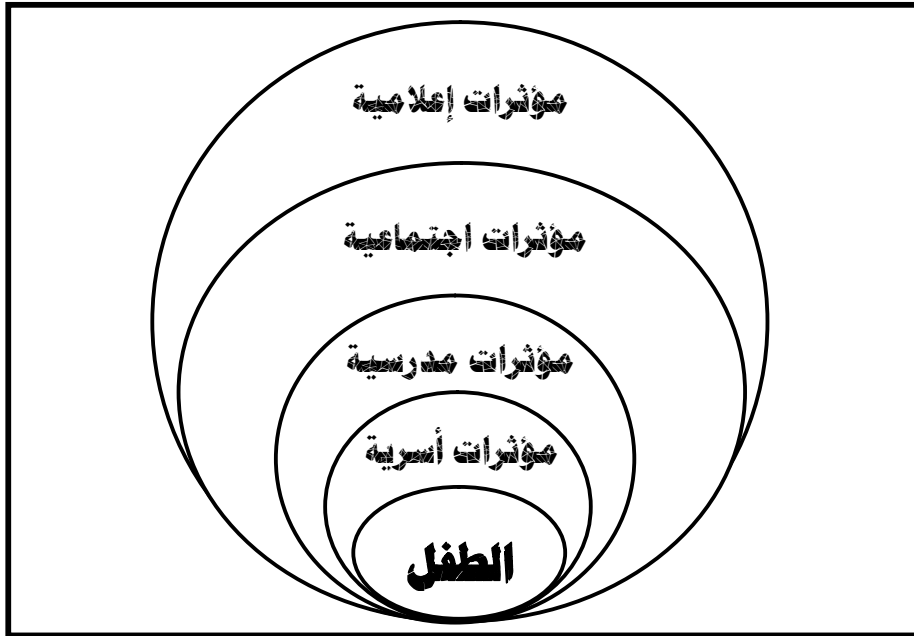 مؤثرات إعلامية
مؤثرات اجتماعية
مؤثرات مدرسية
مؤثرات أسرية
الطفل